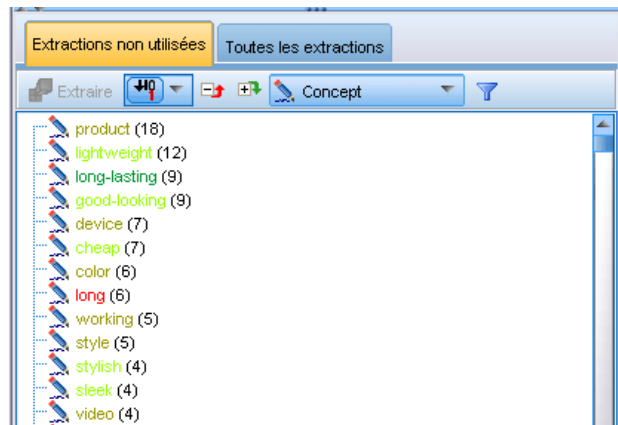 Extractions non utilisées Toutes les extractions
Extraire Concept
product (18)
lightweight (12)
long-lasting (9)
good-looking (9)
device (7)
cheap (7)
color (6)
long (6)
working (5)
style (5)
stylish (4)
sleek (4)
video (4)